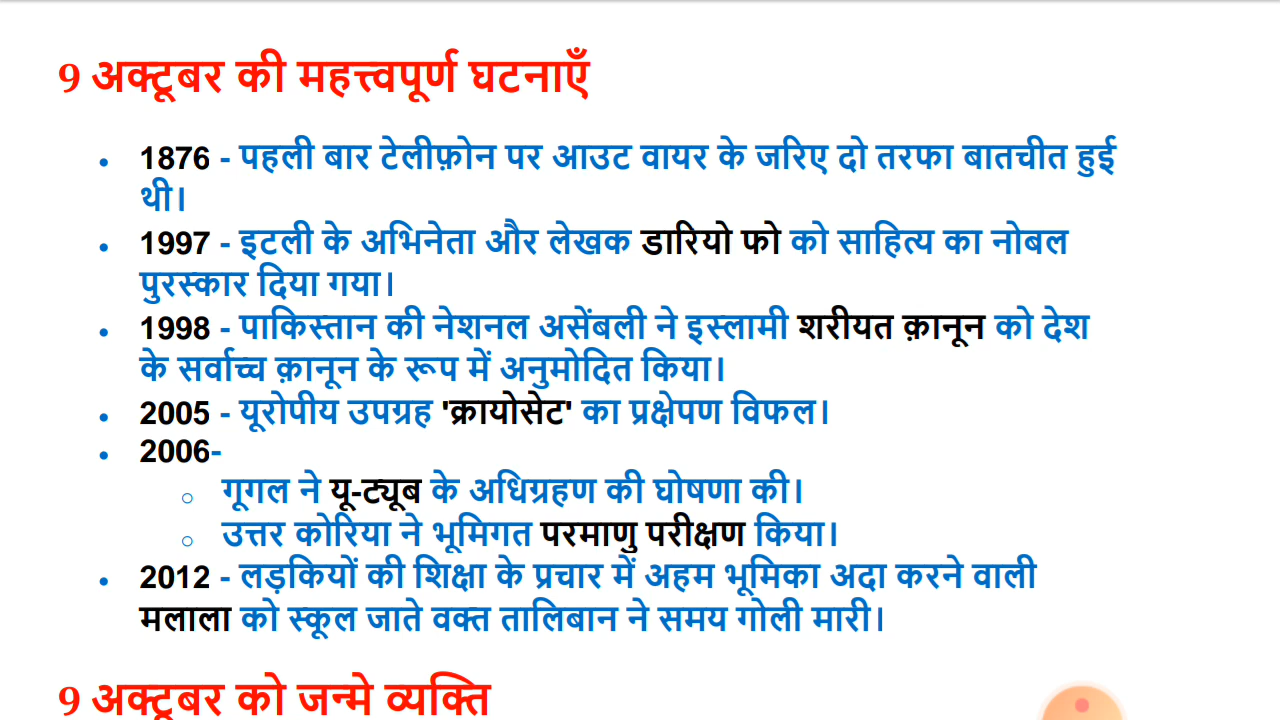 9 अक्टूबर की महत्त्वपूर्ण घटनाएँ
• 1876 - पहली बार टेलीफ़ोन पर आउट वायर के जरिए दो तरफा बातचीत हुई
थी।
• 1997 - इटली के अभिनेता और लेखक डारियो फो को साहित्य का नोबल
पुरस्कार दिया गया।
• 1998 - पाकिस्तान की नेशनल असेंबली ने इस्लामी शरीयत क़ानून को देश
के सर्वाच्च क़ानून के रूप में अनुमोदित किया।
• 2005 - यूरोपीय उपग्रह 'क्रायोसेट' का प्रक्षेपण विफल।
• 2006-
○ गूगल ने यू-ट्यूब के अधिग्रहण की घोषणा की।
○ उत्तर कोरिया ने भूमिगत परमाणु परीक्षण किया।
• 2012 - लड़कियों की शिक्षा के प्रचार में अहम भूमिका अदा करने वाली
मलाला को स्कूल जाते वक्त तालिबान ने समय गोली मारी।
9 अक्टूबर को जन्मे व्यक्ति